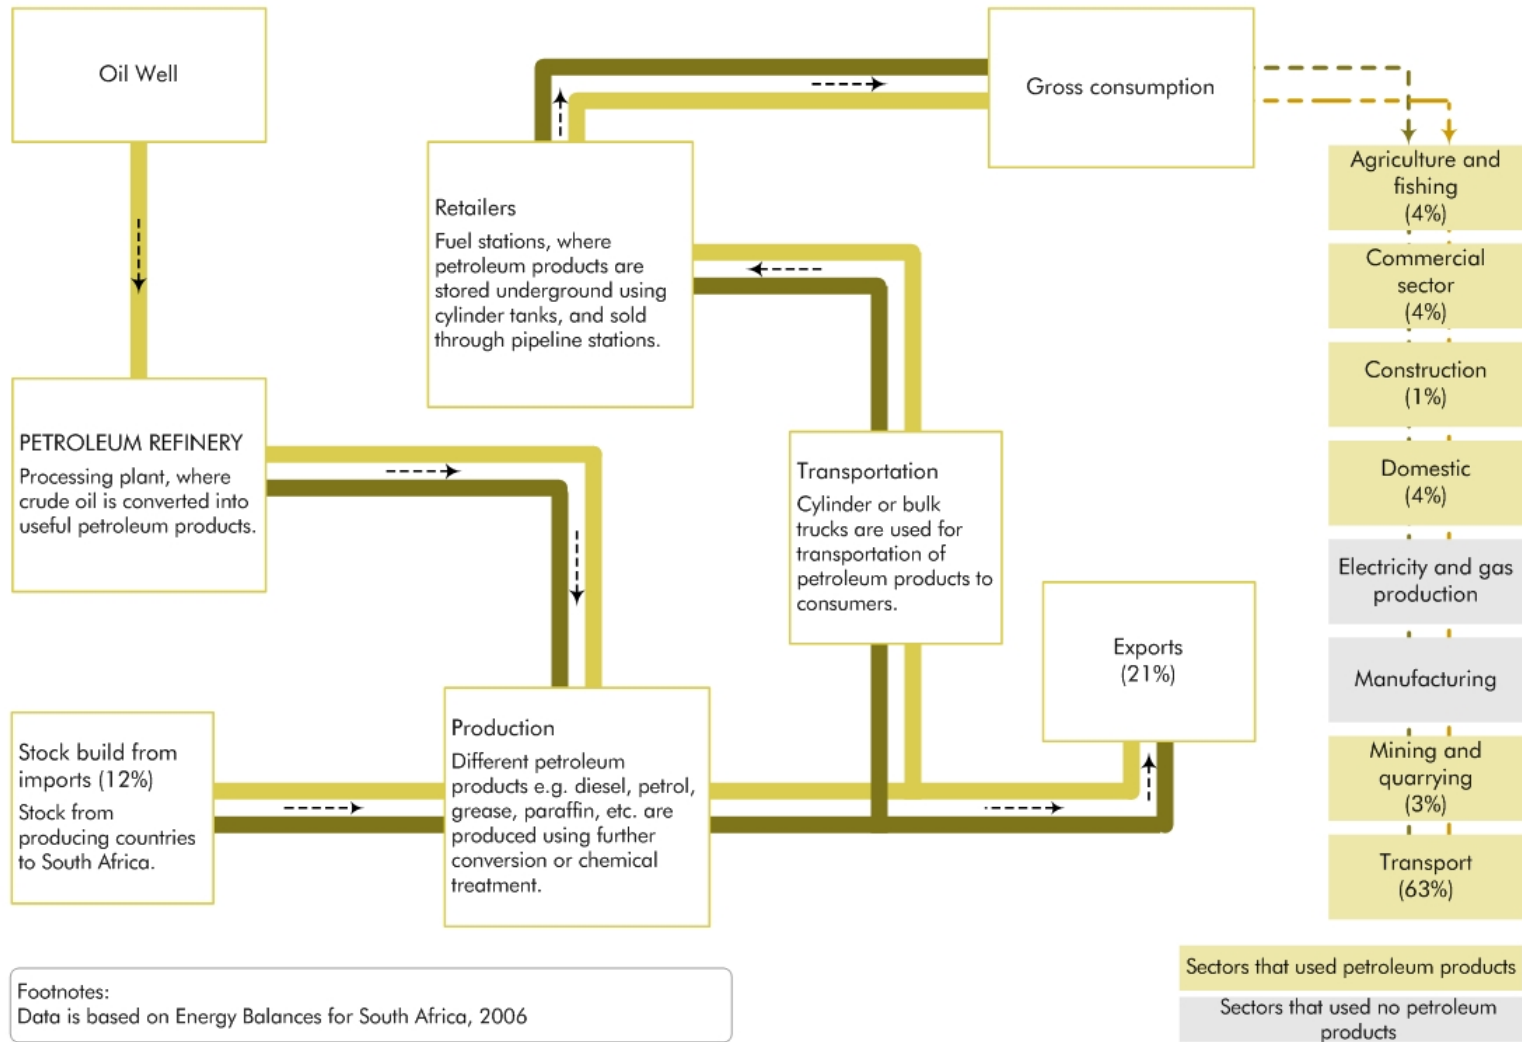 Oil Well
Gross consumption
Retailers
Fuel stations, where
petroleum products are
stored underground using
cylinder tanks, and sold
through pipeline stations.
PETROLEUM REFINERY
Processing plant, where
crude oil is converted into
useful petroleum products.
Transportation
Cylinder or bulk
trucks are used for
transportation of
petroleum products to
consumers.
Exports
(21%)
Stock build from
imports (12%)
Stock from
producing countries
to South Africa.
Production
Different petroleum
products e.g. diesel, petrol,
grease, paraffin, etc. are
produced using further
conversion or chemical
treatment.
Agriculture and
fishing
(4%)
Commercial
sector
(4%)
Construction
(1%)
Domestic
(4%)
Electricity and gas
production
Manufacturing
Mining and
quarrying
(3%)
Transport
(63%)
Sectors that used petroleum products
Sectors that used no petroleum
products
Footnotes:
Data is based on Energy Balances for South Africa, 2006